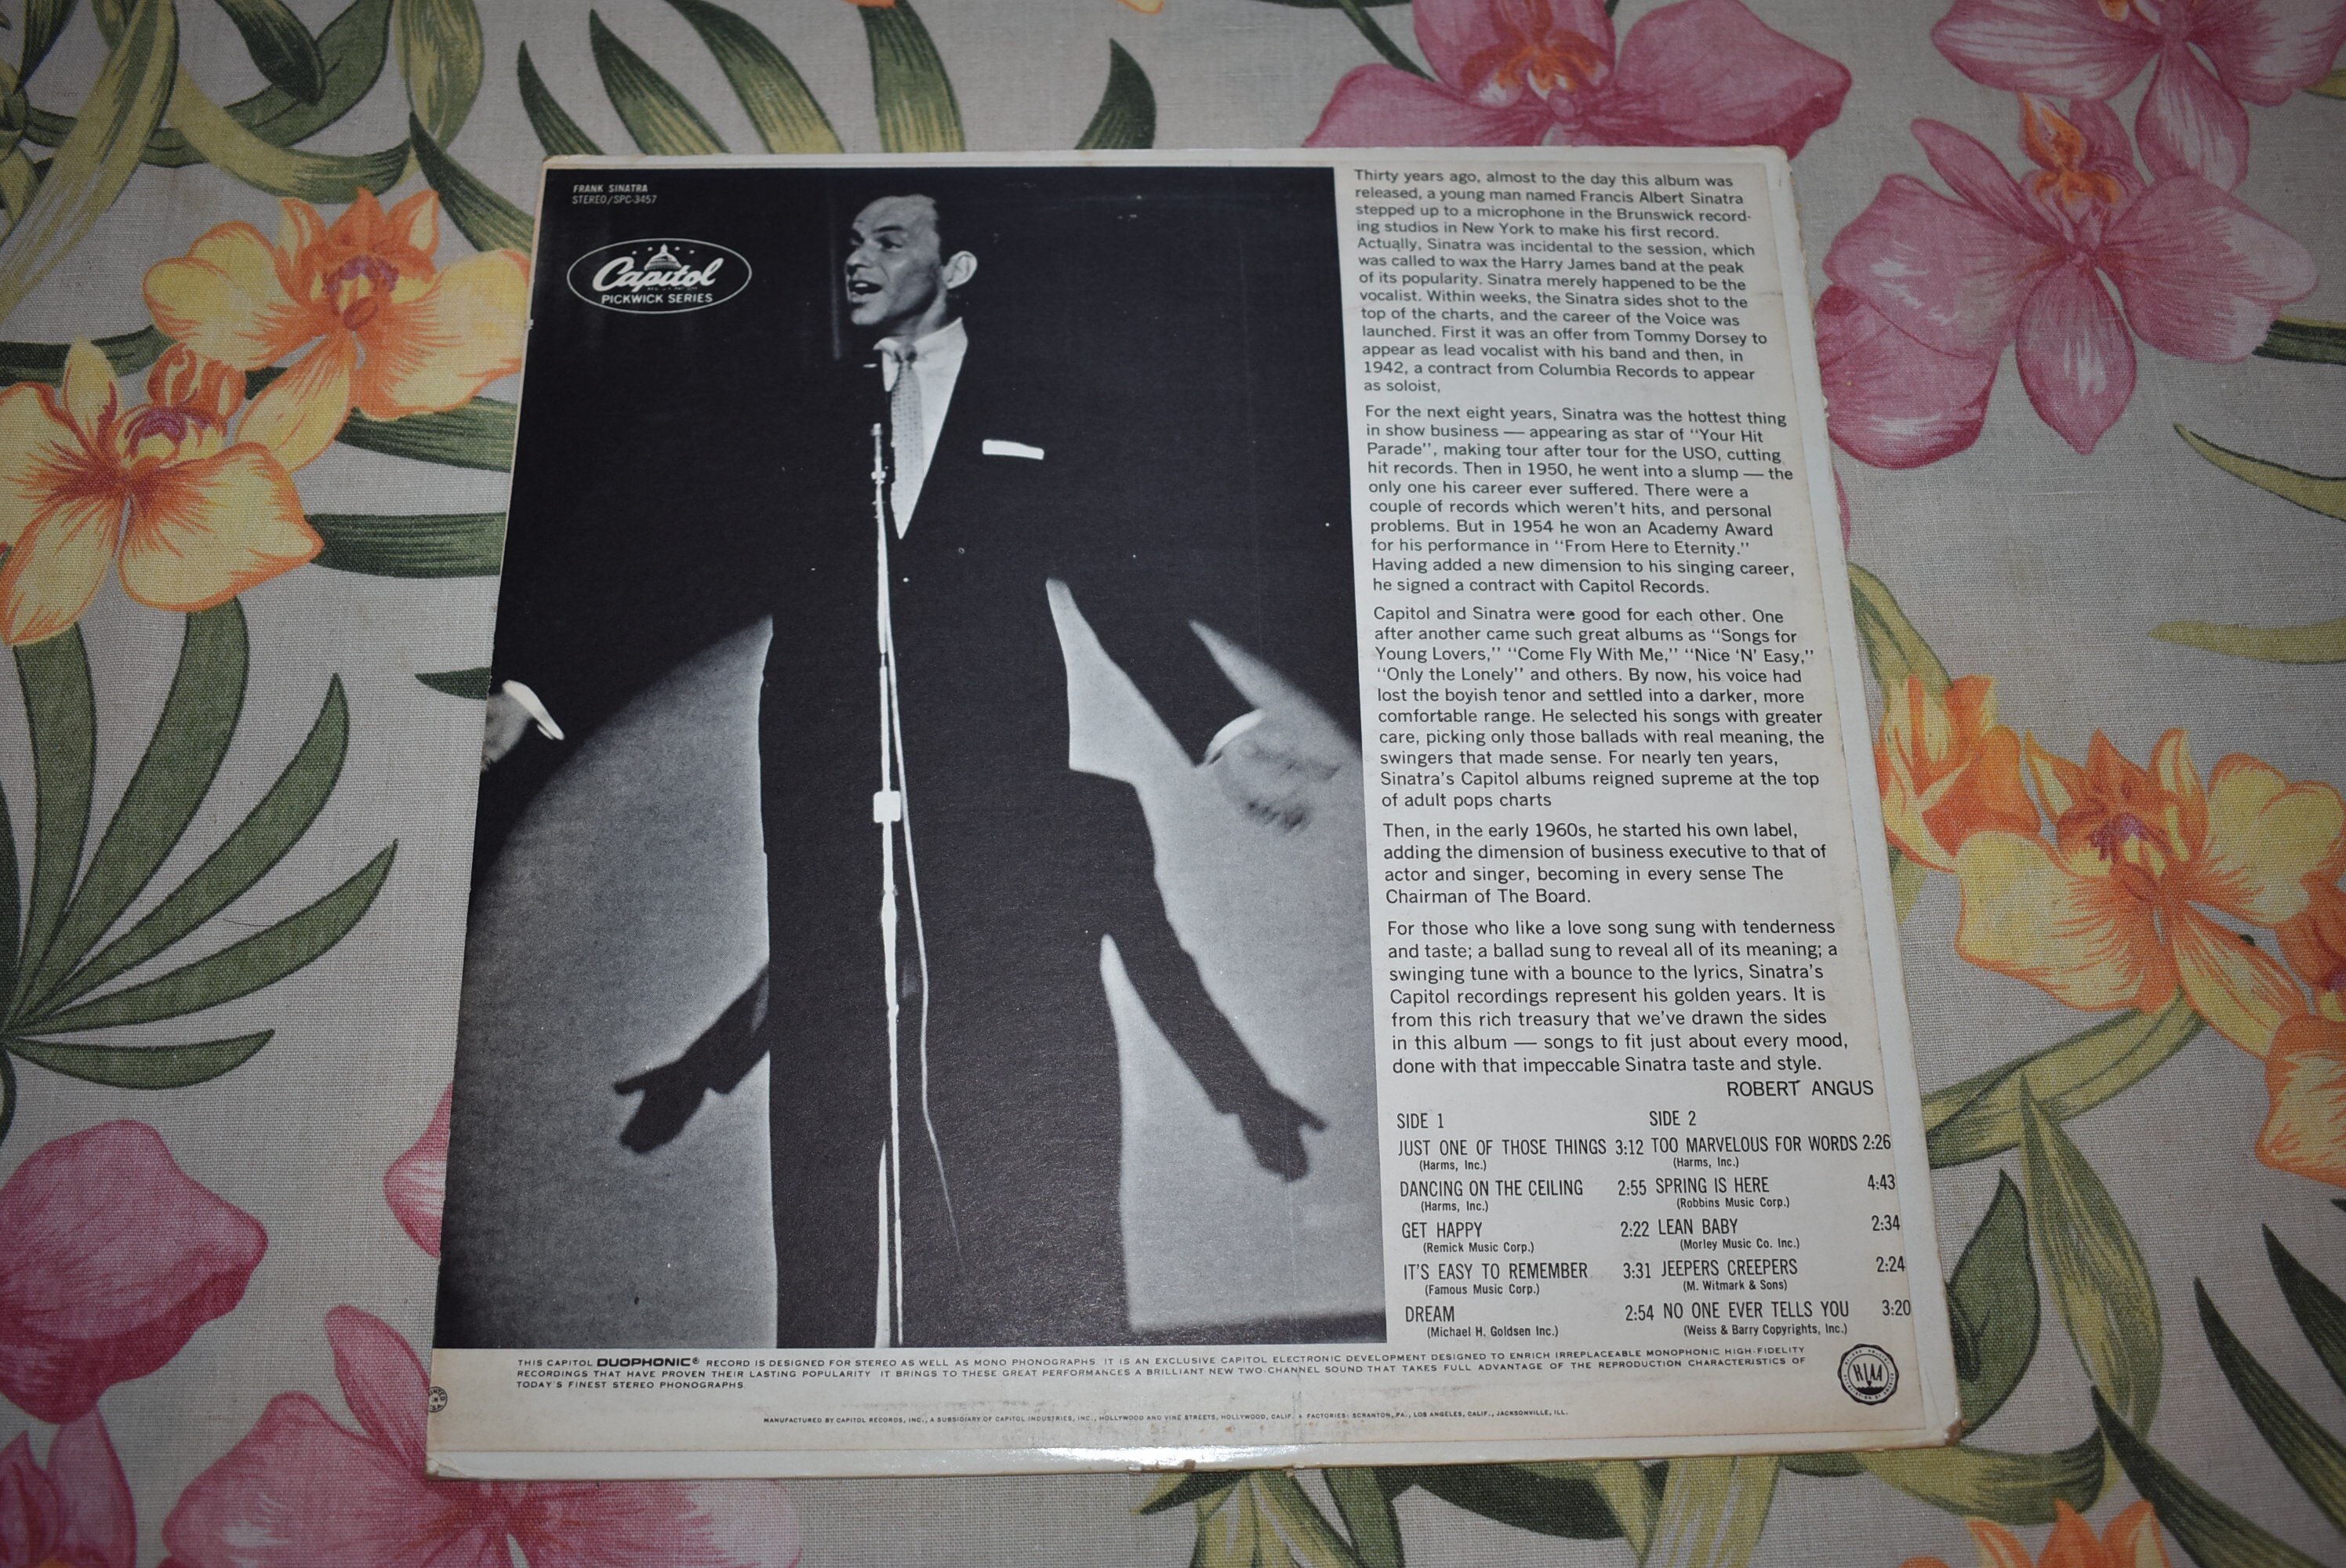 FRANK SINATRA
STEREO/SPC-3457
Capitol
PICKWICK SERIES
Thirty years ago, almost to the day this album was
released, a young man named Francis Albert Sinatra
stepped up to a microphone in the Brunswick record-
ing studios in New York to make his first record.
Actually, Sinatra was incidental to the session, which
was called to wax the Harry James band at the peak
of its popularity. Sinatra merely happened to be the
vocalist. Within weeks, the Sinatra sides shot to the
top of the charts, and the career of the Voice was
launched. First it was an offer from Tommy Dorsey to
appear as lead vocalist with his band and then, in
1942, a contract from Columbia Records to appear
as soloist,
For the next eight years, Sinatra was the hottest thing
in show business — appearing as star of "Your Hit
Parade", making tour after tour for the USO, cutting
hit records. Then in 1950, he went into a slump — the
only one his career ever suffered. There were a
couple of records which weren't hits, and personal
problems. But in 1954 he won an Academy Award
for his performance in "From Here to Eternity."
Having added a new dimension to his singing career,
he signed a contract with Capitol Records.
Capitol and Sinatra were good for each other. One
after another came such great albums as "Songs for
Young Lovers," "Come Fly With Me," "Nice 'N' Easy,"
"Only the Lonely" and others. By now, his voice had
lost the boyish tenor and settled into a darker, more
comfortable range. He selected his songs with greater
care, picking only those ballads with real meaning, the
swingers that made sense. For nearly ten years,
Sinatra's Capitol albums reigned supreme at the top
of adult pops charts
Then, in the early 1960s, he started his own label,
adding the dimension of business executive to that of
actor and singer, becoming in every sense The
Chairman of The Board.
For those who like a love song sung with tenderness
and taste; a ballad sung to reveal all of its meaning; a
swinging tune with a bounce to the lyrics, Sinatra's
Capitol recordings represent his golden years. It is
from this rich treasury that we've drawn the sides
in this album — songs to fit just about every mood,
done with that impeccable Sinatra taste and style.
ROBERT ANGUS
SIDE 1
JUST ONE OF THOSE THINGS 3:12
(Harms, Inc.)
DANCING ON THE CEILING 2:55
(Harms, Inc.)
GET HAPPY 2:22
(Remick Music Corp.)
IT'S EASY TO REMEMBER 3:31
(Famous Music Corp.)
DREAM 2:54
(Michael H. Goldsen Inc.)
SIDE 2
TOO MARVELOUS FOR WORDS 2:26
(Harms, Inc.)
SPRING IS HERE 4:43
(Robbins Music Corp.)
LEAN BABY 2:34
(Morley Music Co. Inc.)
JEEPERS CREEPERS 2:24
(M. Witmark & Sons)
NO ONE EVER TELLS YOU 3:20
(Weiss & Barry Copyrights, Inc.)
THIS CAPITOL DUOPHONIC® RECORD IS DESIGNED FOR STEREO AS WELL AS MONO PHONOGRAPHS IT IS AN EXCLUSIVE CAPITOL ELECTRONIC DEVELOPMENT DESIGNED TO ENRICH IRREPLACEABLE MONOPHONIC HIGH-FIDELITY
RECORDINGS THAT HAVE PROVEN THEIR LASTING POPULARITY IT BRINGS TO THESE GREAT PERFORMANCES A BRILLIANT NEW TWO-CHANNEL SOUND THAT TAKES FULL ADVANTAGE OF THE REPRODUCTION CHARACTERISTICS OF
TODAY'S FINEST STEREO PHONOGRAPHS
RIAA
MANUFACTURED BY CAPITOL RECORDS, INC., A SUBSIDIARY OF CAPITOL INDUSTRIES, INC., HOLLYWOOD AND VINE STREETS, HOLLYWOOD, CALIF. • FACTORIES: SCRANTON, PA., LOS ANGELES, CALIF., JACKSONVILLE, ILL.